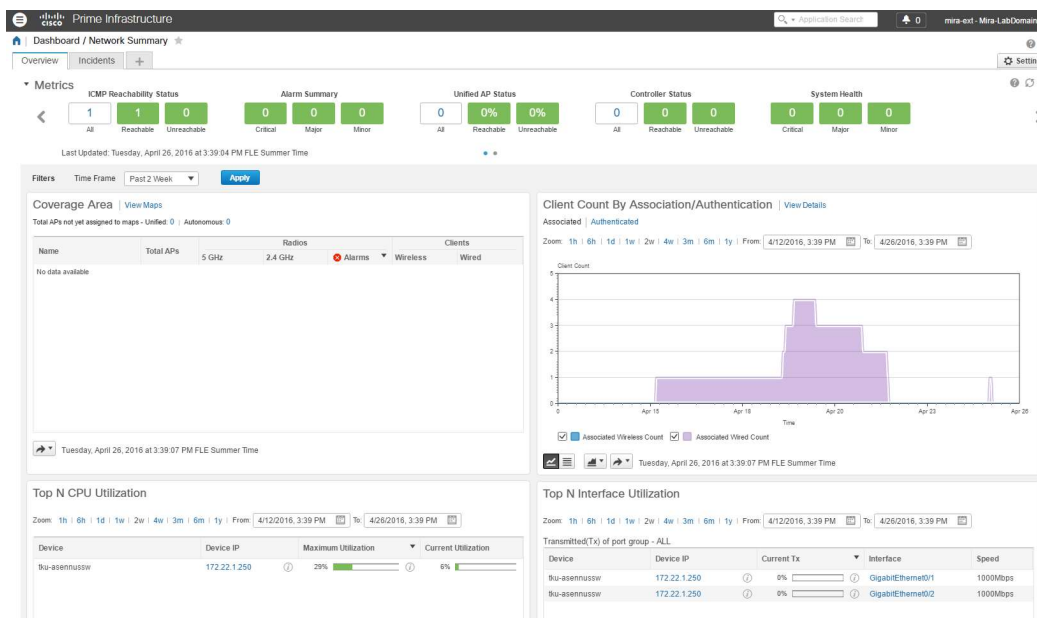 cisco Prime Infrastructure
Application Search
0
mira-ext - Mira-LabDomain
Dashboard / Network Summary
Overview Incidents +
Settin
Metrics
ICMP Reachability Status
1 1 0
All Reachable Unreachable
Alarm Summary
0 0 0
Critical Major Minor
Unified AP Status
0 0% 0%
All Reachable Unreachable
Controller Status
0 0 0
All Reachable Unreachable
System Health
0 0 0
Critical Major Minor
Last Updated: Tuesday, April 26, 2016 at 3:39:04 PM FLE Summer Time
Filters Time Frame Past 2 Week Apply
Coverage Area | View Maps
Total APs not yet assigned to maps - Unified: 0 | Autonomous: 0
Radios Clients
Name Total APs 5 GHz 2.4 GHz Alarms Wireless Wired
No data available
Tuesday, April 26, 2016 at 3:39:07 PM FLE Summer Time
Client Count By Association/Authentication | View Details
Associated | Authenticated
Zoom: 1h | 6h | 1d | 1w | 2w | 4w | 3m | 6m | 1y | From: 4/12/2016, 3:39 PM To: 4/26/2016, 3:39 PM
Client Count
5
4
3
2
1
0
0 Apr 15 Apr 18 Apr 20 Apr 23 Apr 26
Time
Associated Wireless Count Associated Wired Count
Tuesday, April 26, 2016 at 3:39:07 PM FLE Summer Time
Top N CPU Utilization
Zoom: 1h | 6h | 1d | 1w | 2w | 4w | 3m | 6m | 1y | From: 4/12/2016, 3:39 PM To: 4/26/2016, 3:39 PM
Device Device IP Maximum Utilization Current Utilization
tku-asennussw 172.22.1.250 29% 6%
Top N Interface Utilization
Zoom: 1h | 6h | 1d | 1w | 2w | 4w | 3m | 6m | 1y | From: 4/12/2016, 3:39 PM To: 4/26/2016, 3:39 PM
Transmitted(Tx) of port group - ALL
Device Device IP Current Tx Interface Speed
tku-asennussw 172.22.1.250 0% GigabitEthernet0/1 1000Mbps
tku-asennussw 172.22.1.250 0% GigabitEthernet0/2 1000Mbps